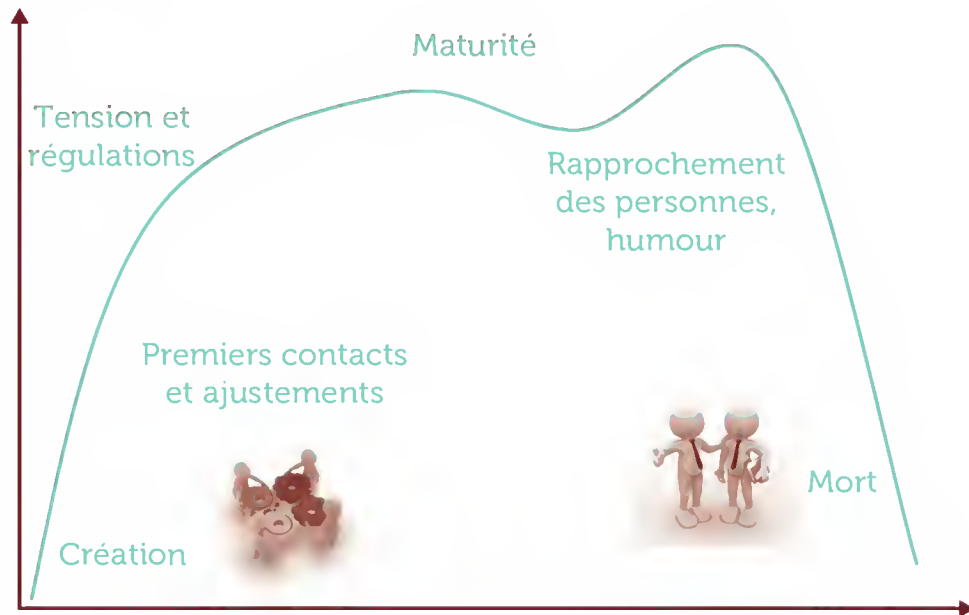 Maturité
Tension et
régulations
Rapprochement
des personnes,
humour
Premiers contacts
et ajustements
Mort
Création